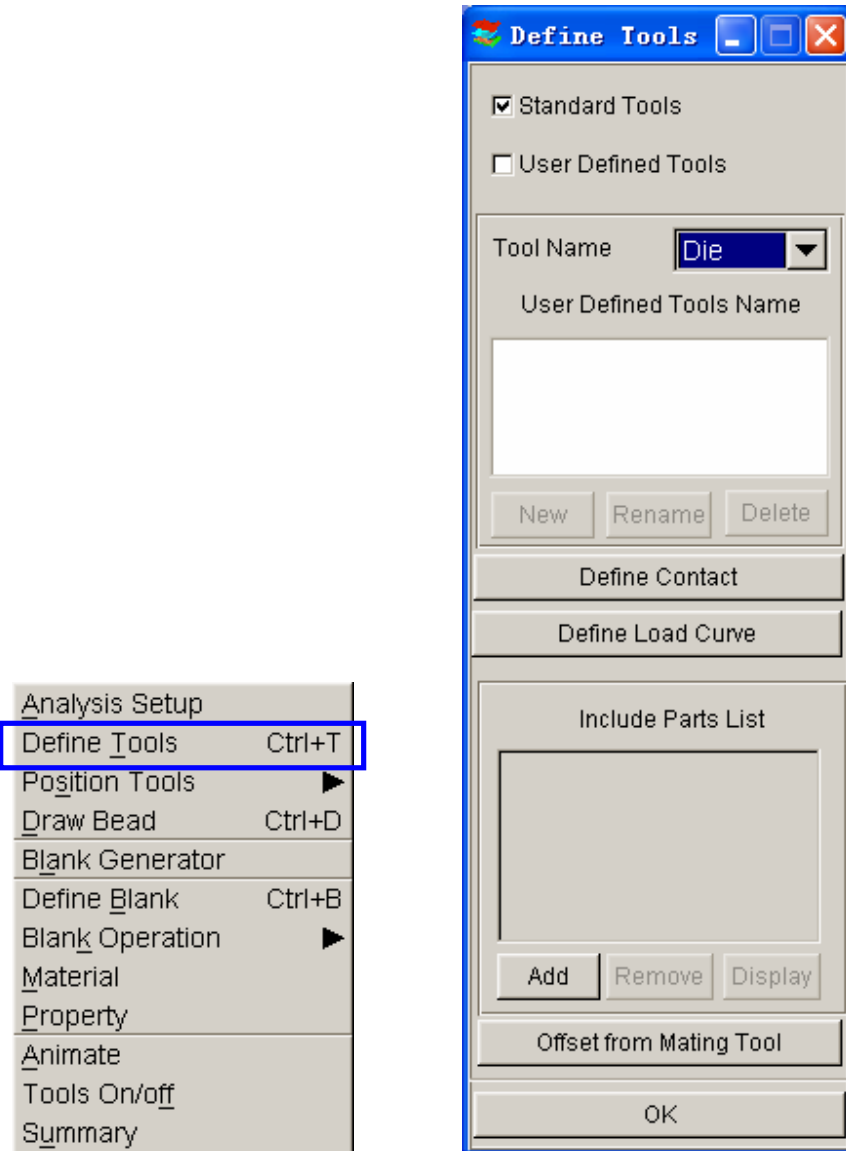 Define Tools
Standard Tools
User Defined Tools
Tool Name Die
User Defined Tools Name
New Rename Delete
Define Contact
Define Load Curve
Include Parts List
Add Remove Display
Offset from Mating Tool
OK
Analysis Setup
Define Tools Ctrl+T
Position Tools
Draw Bead Ctrl+D
Blank Generator
Define Blank Ctrl+B
Blank Operation
Material
Property
Animate
Tools On/off
Summary